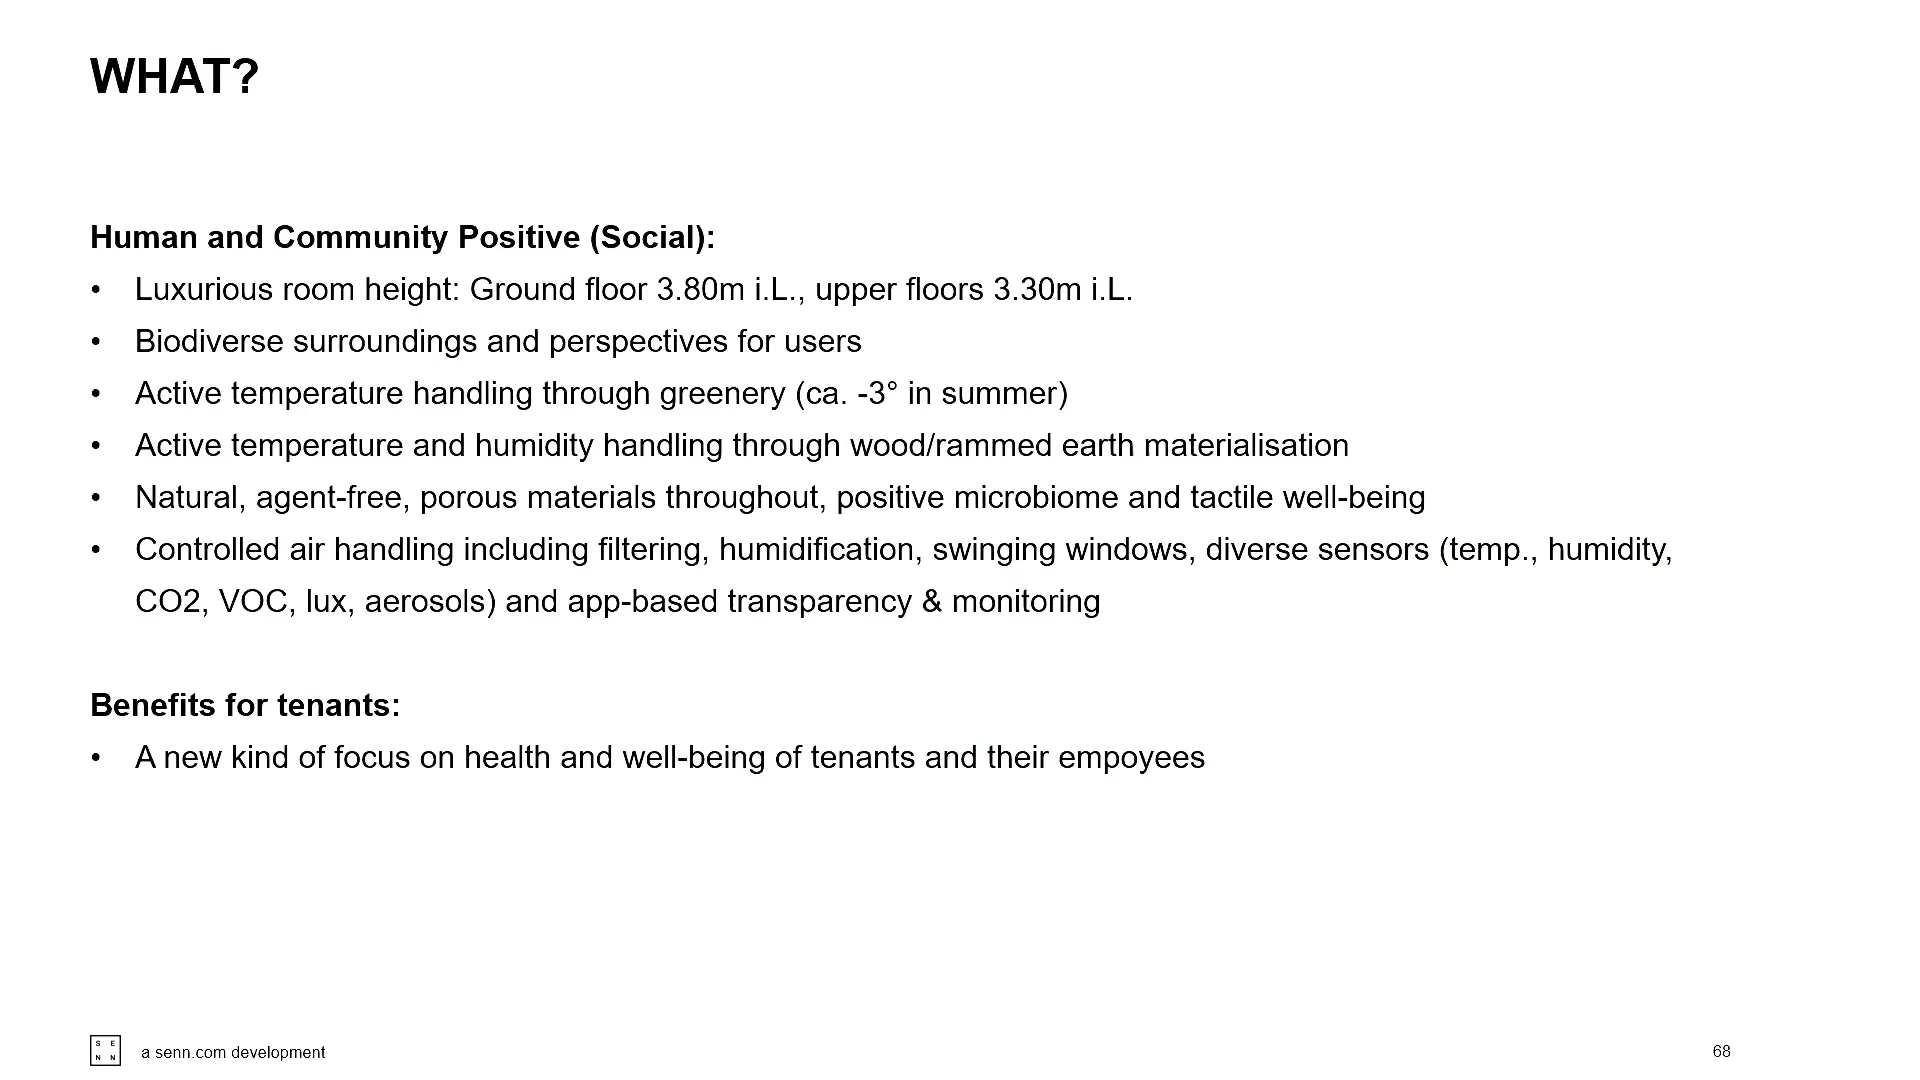 WHAT?
Human and Community Positive (Social):
• Luxurious room height: Ground floor 3.80m i.L., upper floors 3.30m i.L.
• Biodiverse surroundings and perspectives for users
• Active temperature handling through greenery (ca. -3° in summer)
• Active temperature and humidity handling through wood/rammed earth materialisation
• Natural, agent-free, porous materials throughout, positive microbiome and tactile well-being
• Controlled air handling including filtering, humidification, swinging windows, diverse sensors (temp., humidity,
CO2, VOC, lux, aerosols) and app-based transparency & monitoring
Benefits for tenants:
• A new kind of focus on health and well-being of tenants and their empoyees
S E
N N
a senn.com development
68